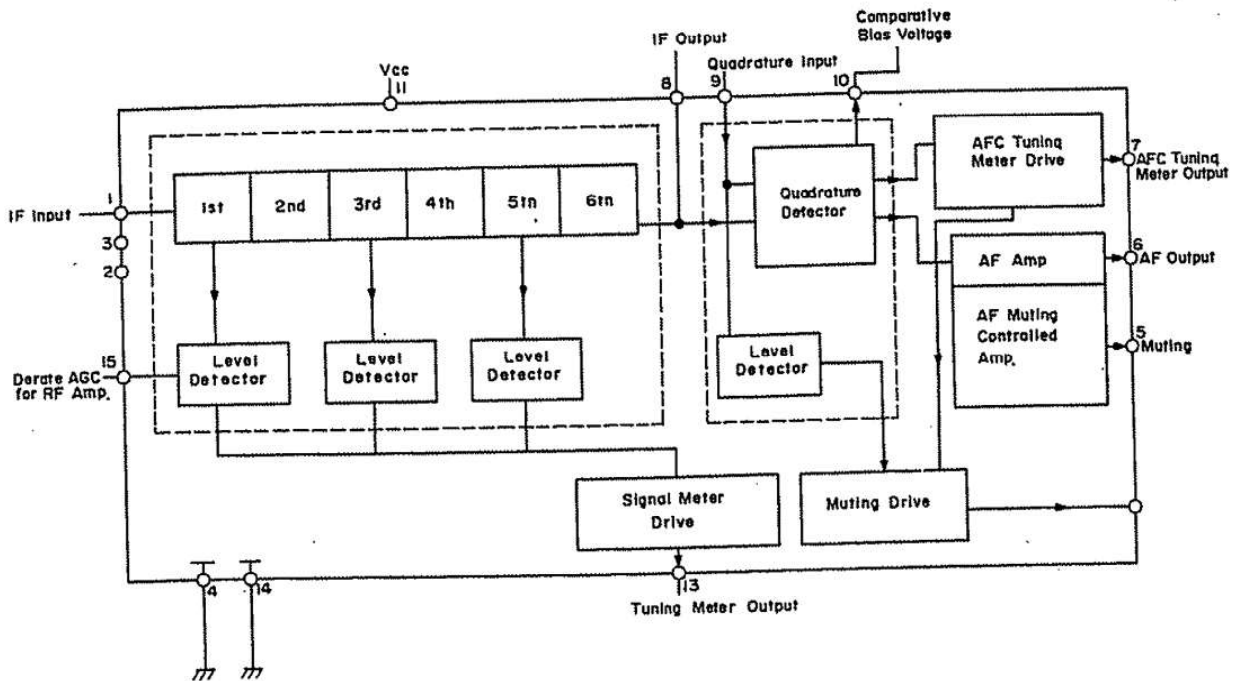 Comparative
Bias Voltage
IF Output
Quadrature Input
Vcc
11
8
9
10
AFC Tuning
Meter Drive
7
AFC Tuning
Meter Output
1
IF Input
1st
2nd
3rd
4th
5th
6th
Quadrature
Detector
3
2
AF Amp
6
AF Output
AF Muting
Controlled
Amp.
5
Muting
15
Derate AGC
for RF Amp.
Level
Detector
Level
Detector
Level
Detector
Level
Detector
Signal Meter
Drive
Muting Drive
4
14
13
Tuning Meter Output